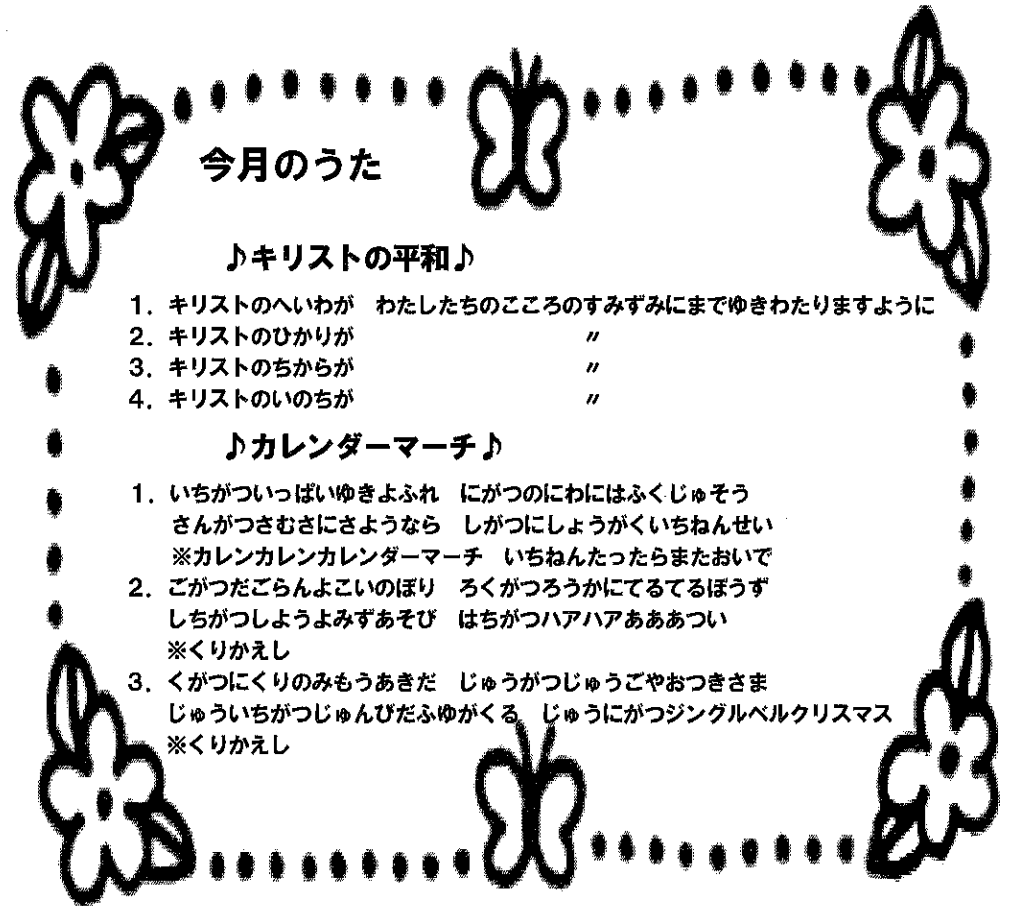 今月のうた
♪キリストの平和♪
1．キリストのへいわが　わたしたちのこころのすみずみにまでゆきわたりますように
2．キリストのひかりが　〃
3．キリストのちからが　〃
4．キリストのいのちが　〃
♪カレンダーマーチ♪
1．いちがついっぱいゆきよふれ　にがつのにわにはふくじゅそう
さんがつさむさにさようなら　しがつにしょうがくいちねんせい
※カレンカレンカレンダーマーチ　いちねんたったらまたおいで
2．ごがつだごらんよこいのぼり　ろくがつろうかにてるてるぼうず
しちがつしようよみずあそび　はちがつハアハアあああつい
※くりかえし
3．くがつにくりのみもうあきだ　じゅうがつじゅうごやおつきさま
じゅういちがつじゅんびだふゆがくる　じゅうにがつジングルベルクリスマス
※くりかえし